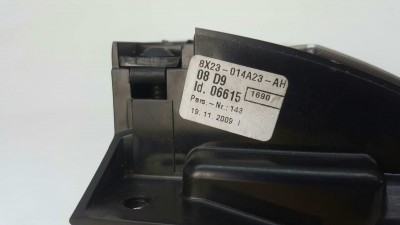 8X23-014A23-AH
08 D9
Id. 06615 1690
Pers.-Nr.: 143
19.11.2009 I